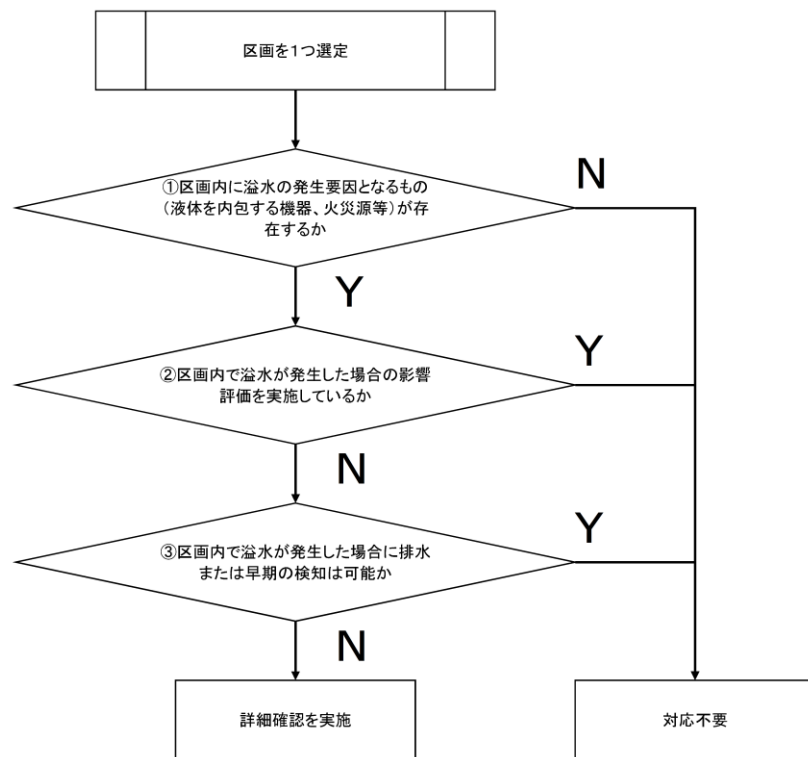 区画を1つ選定
①区画内に溢水の発生要因となるもの
(液体を内包する機器、火災源等)が存
在するか
N
Y
②区画内で溢水が発生した場合の影響
評価を実施しているか
Y
N
③区画内で溢水が発生した場合に排水
または早期の検知は可能か
Y
N
詳細確認を実施
対応不要